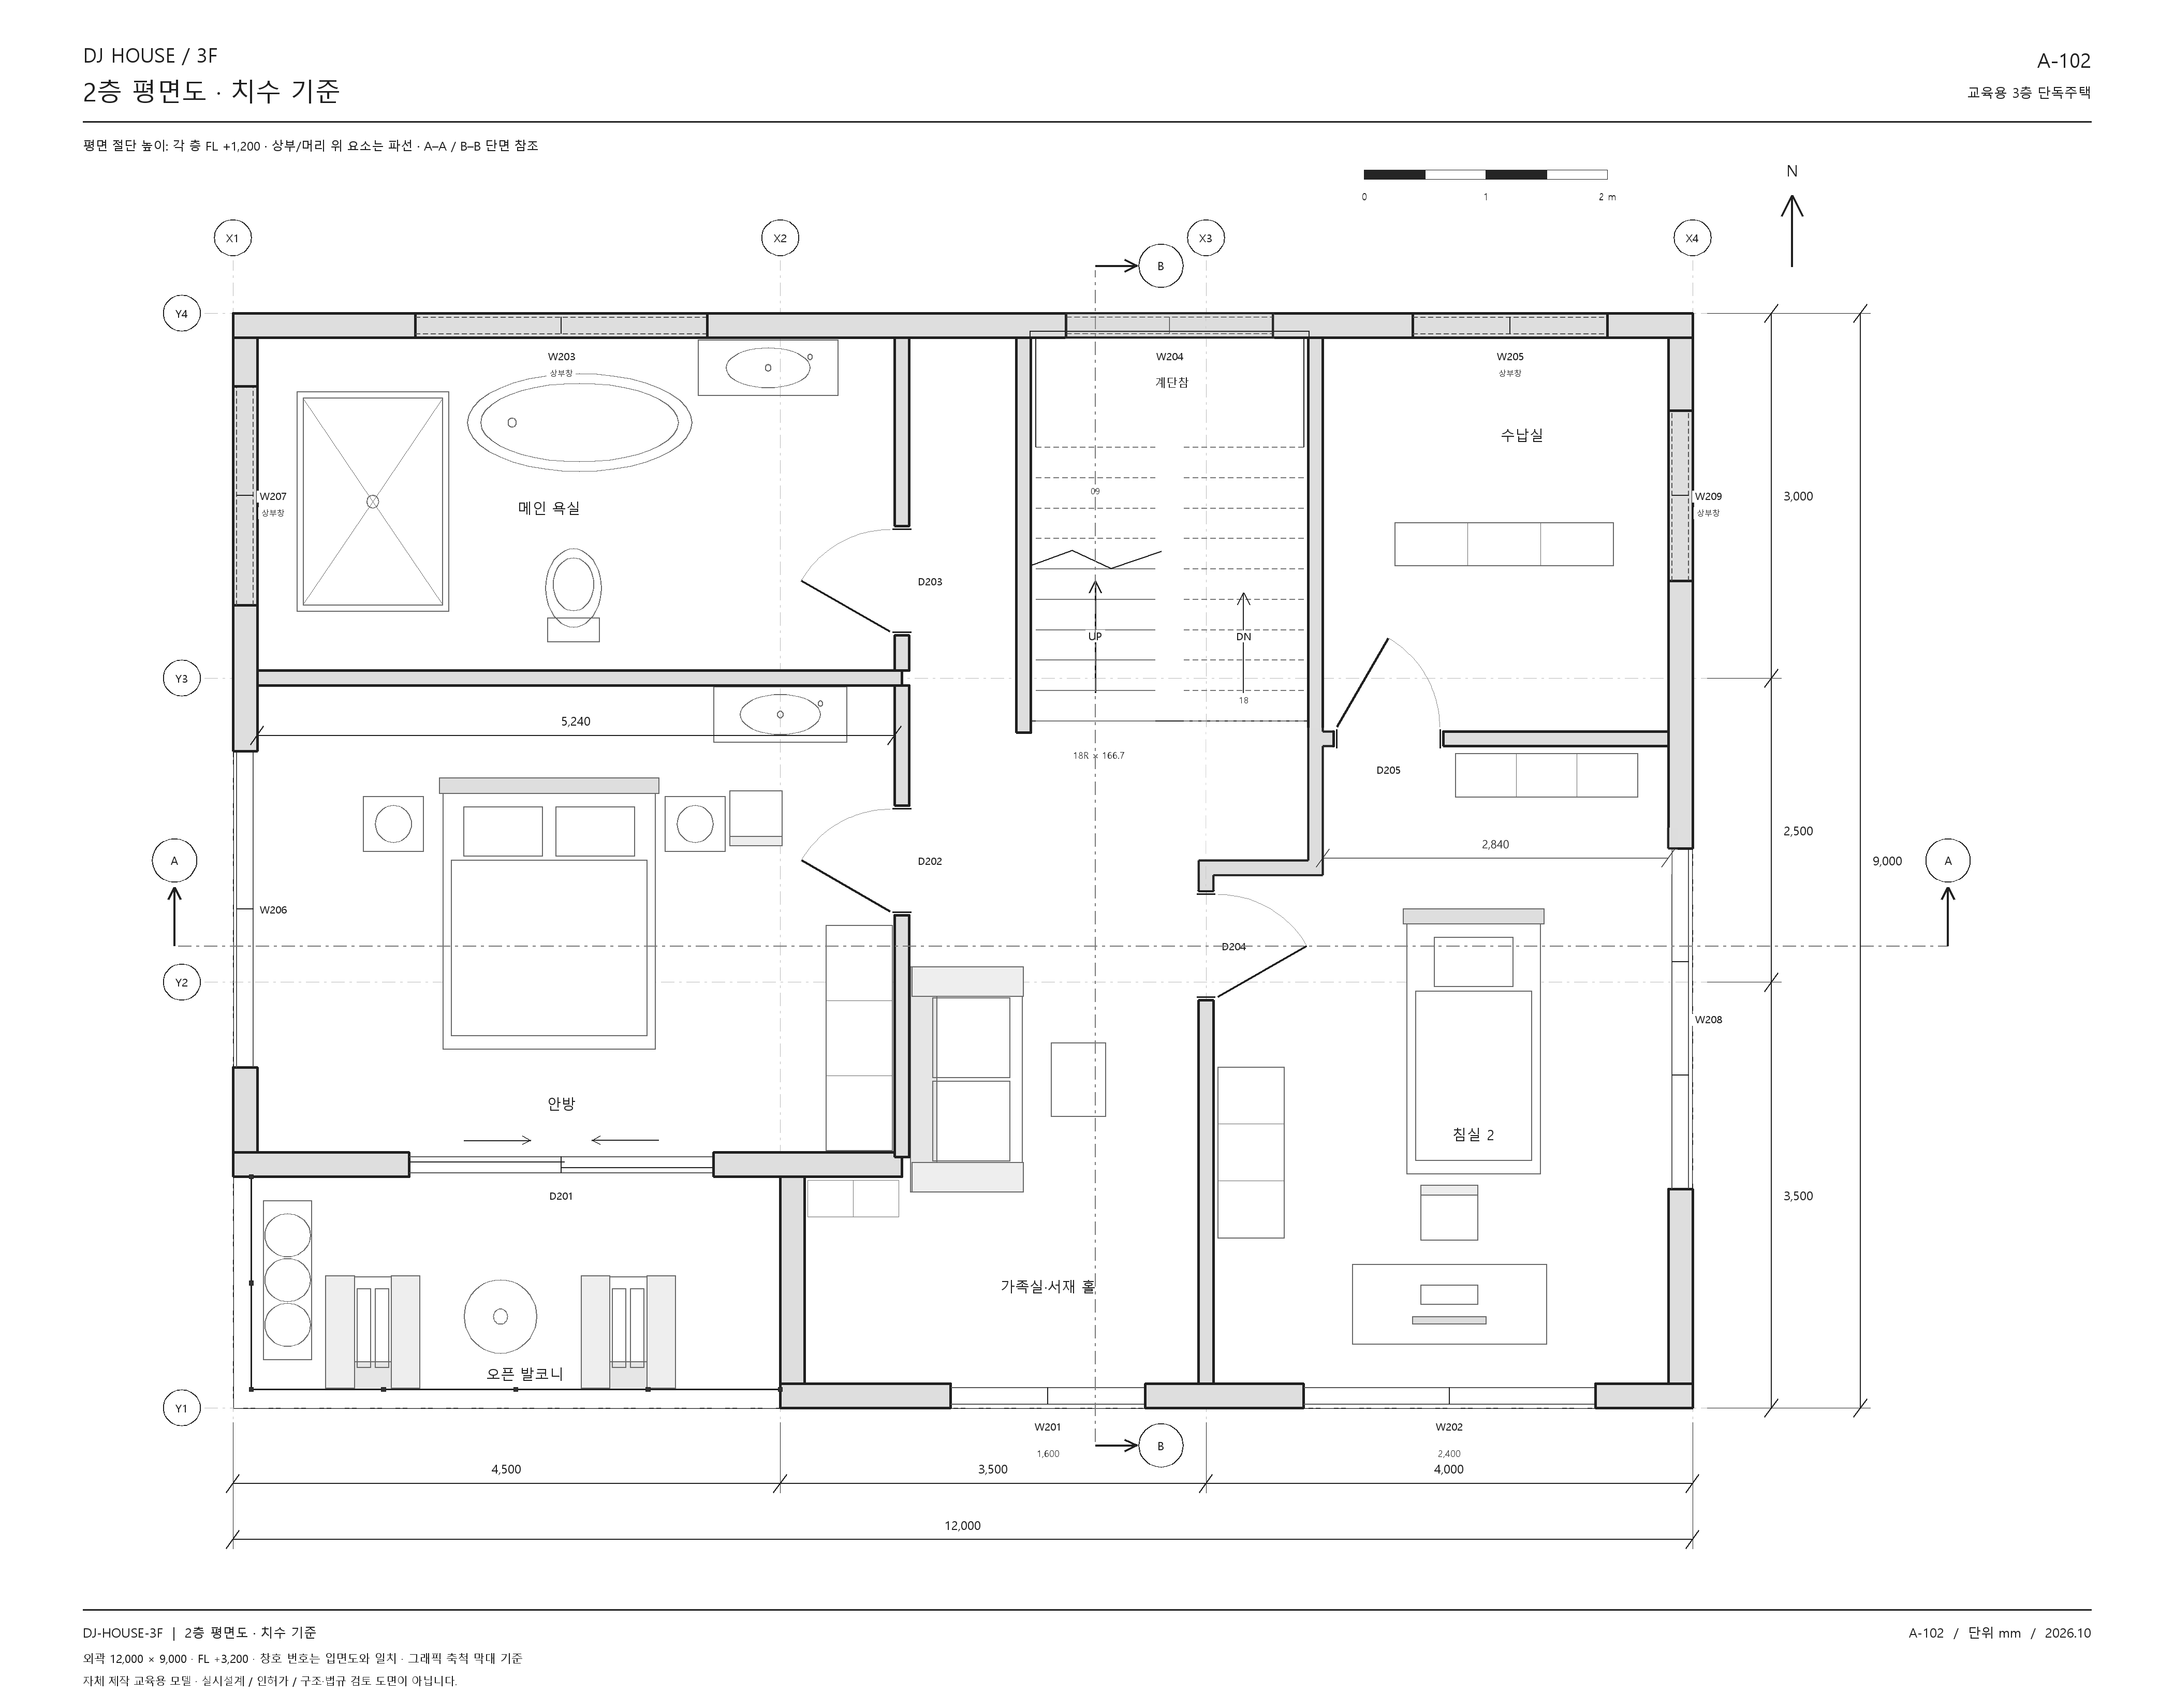 DJ HOUSE / 3F
2층 평면도 · 치수 기준
A-102
교육용 3층 단독주택
평면 절단 높이: 각 층 FL +1,200 · 상부/머리 위 요소는 파선 · A–A / B–B 단면 참조
0 1 2 m
N
X1 X2 X3 X4
B
Y4
W203
상부창
W204
계단참
W205
상부창
수납실
W207
상부창
09
W209
상부창
3,000
메인 욕실
D203
UP
DN
Y3
18
5,240
18R × 166.7
D205
2,500
2,840
A
D202
9,000
A
W206
D204
Y2
W208
안방
침실 2
D201
3,500
가족실·서재 홀
오픈 발코니
Y1
W201
1,600
B
W202
2,400
4,500
3,500
4,000
12,000
DJ-HOUSE-3F | 2층 평면도 · 치수 기준
A-102 / 단위 mm / 2026.10
외곽 12,000 × 9,000 · FL +3,200 · 창호 번호는 입면도와 일치 · 그래픽 축척 막대 기준
자체 제작 교육용 모델 · 실시설계 / 인허가 / 구조·법규 검토 도면이 아닙니다.